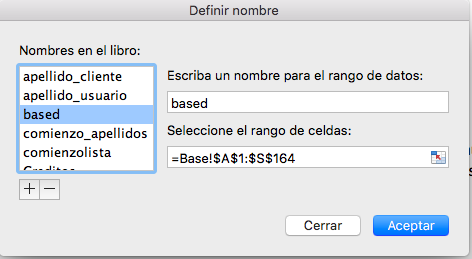 Definir nombre
Nombres en el libro:
apellido_cliente
apellido_usuario
based
comienzo_apellidos
comienzolista
Escriba un nombre para el rango de datos:
based
Seleccione el rango de celdas:
=Base!$A$1:$S$164
+ −
Cerrar
Aceptar